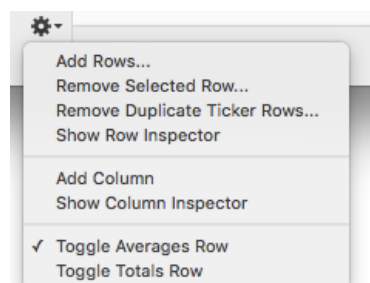 Add Rows...
Remove Selected Row...
Remove Duplicate Ticker Rows...
Show Row Inspector
Add Column
Show Column Inspector
✓ Toggle Averages Row
Toggle Totals Row